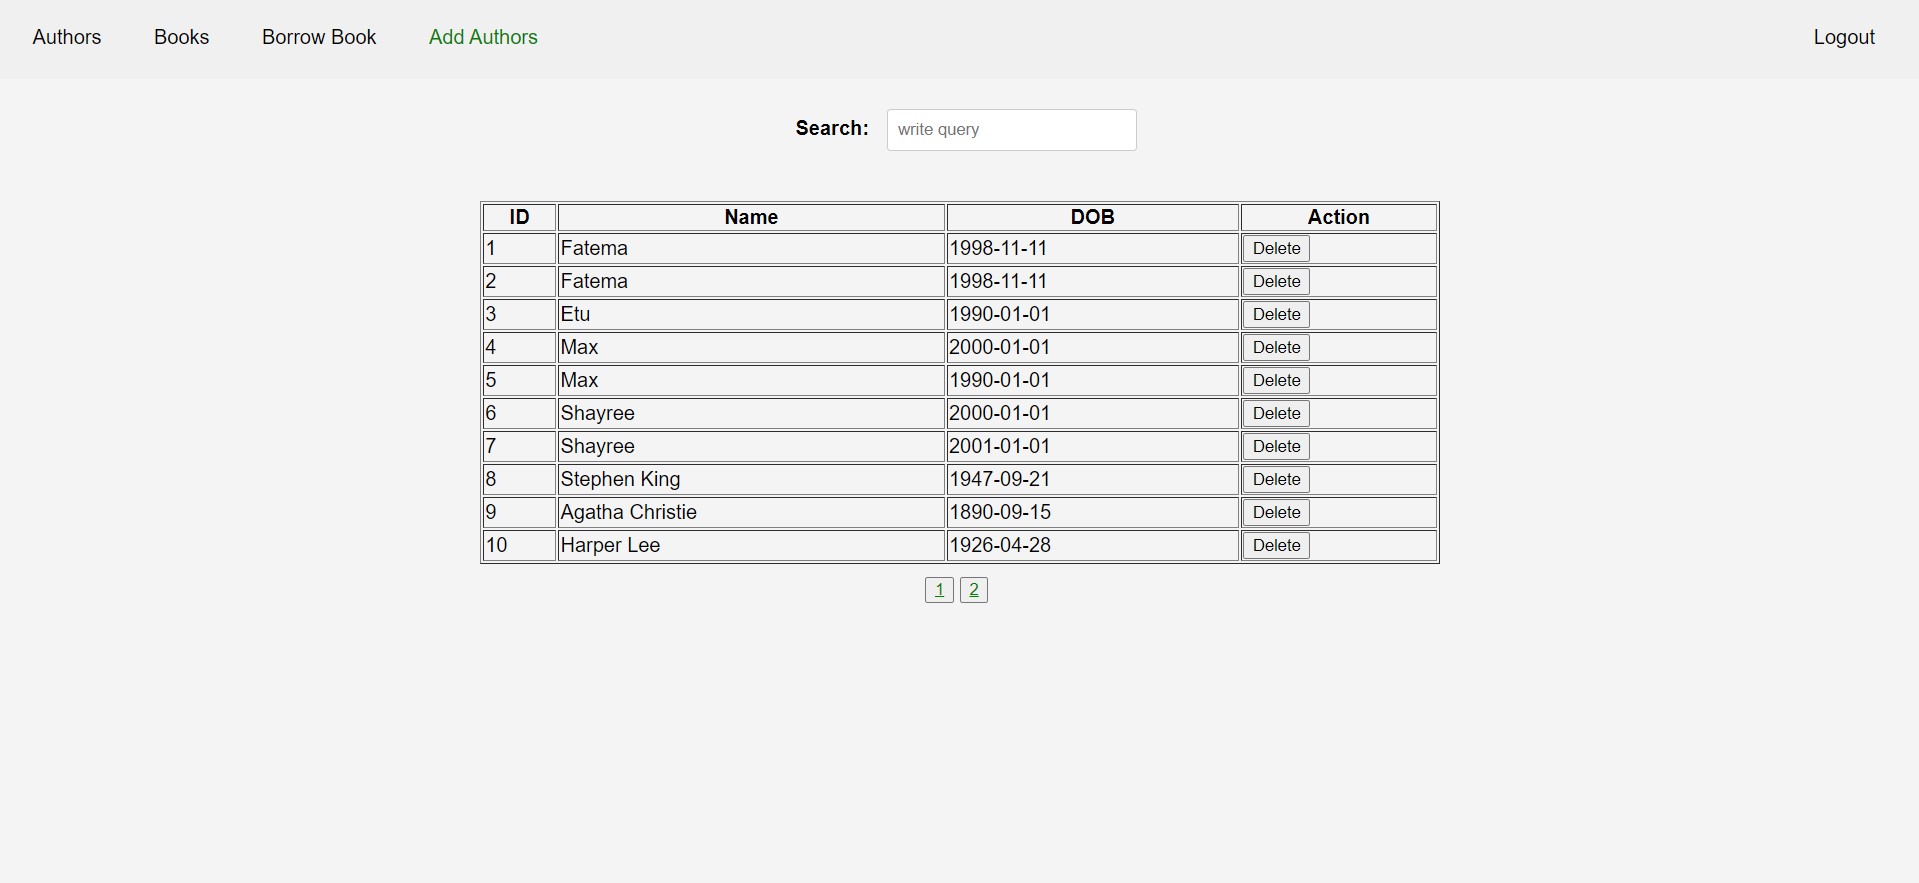 Authors Books Borrow Book Add Authors Logout
Search: write query
ID Name DOB Action
1 Fatema 1998-11-11 Delete
2 Fatema 1998-11-11 Delete
3 Etu 1990-01-01 Delete
4 Max 2000-01-01 Delete
5 Max 1990-01-01 Delete
6 Shayree 2000-01-01 Delete
7 Shayree 2001-01-01 Delete
8 Stephen King 1947-09-21 Delete
9 Agatha Christie 1890-09-15 Delete
10 Harper Lee 1926-04-28 Delete
1 2